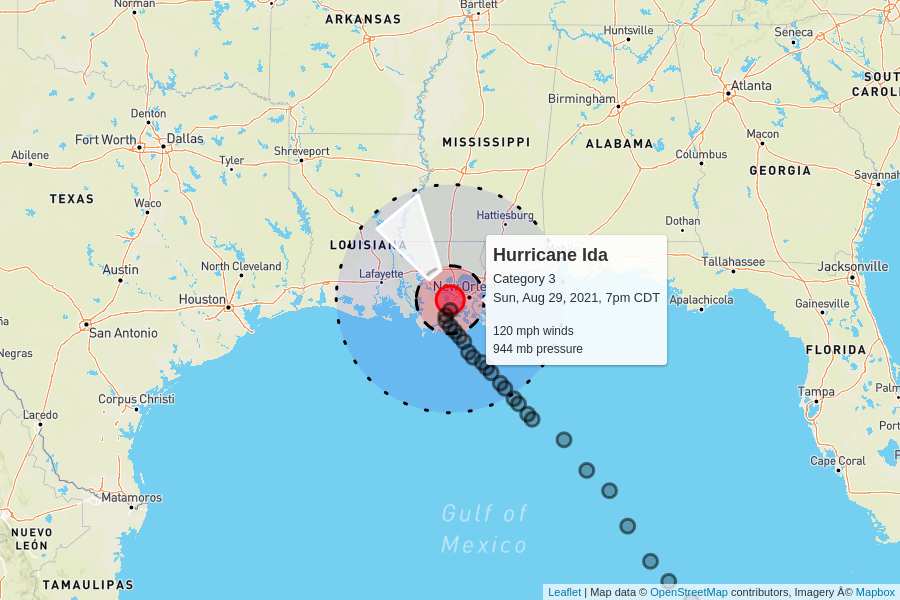 Norman
ARKANSAS
Bartlett
Huntsville
Seneca
SOUT
CAROL
Atlanta
Birmingham
Denton
Fort Worth
Dallas
Abilene
Tyler
Shreveport
MISSISSIPPI
ALABAMA
Macon
Columbus
GEORGIA
Savannah
TEXAS
Waco
Hattiesburg
Dothan
LOUISIANA
Mobile
Tallahassee
Jacksonville
Austin
North Cleveland
Lafayette
New Orle
Houston
Apalachicola
Gainesville
Hurricane Ida
Category 3
Sun, Aug 29, 2021, 7pm CDT
120 mph winds
944 mb pressure
ña
San Antonio
Negras
FLORIDA
Laredo
Corpus Christi
Tampa
Palm
Port
Cape Coral
Matamoros
Gulf of
Mexico
NUEVO
LEÓN
TAMAULIPAS
F
Leaflet | Map data © OpenStreetMap contributors, Imagery Â© Mapbox